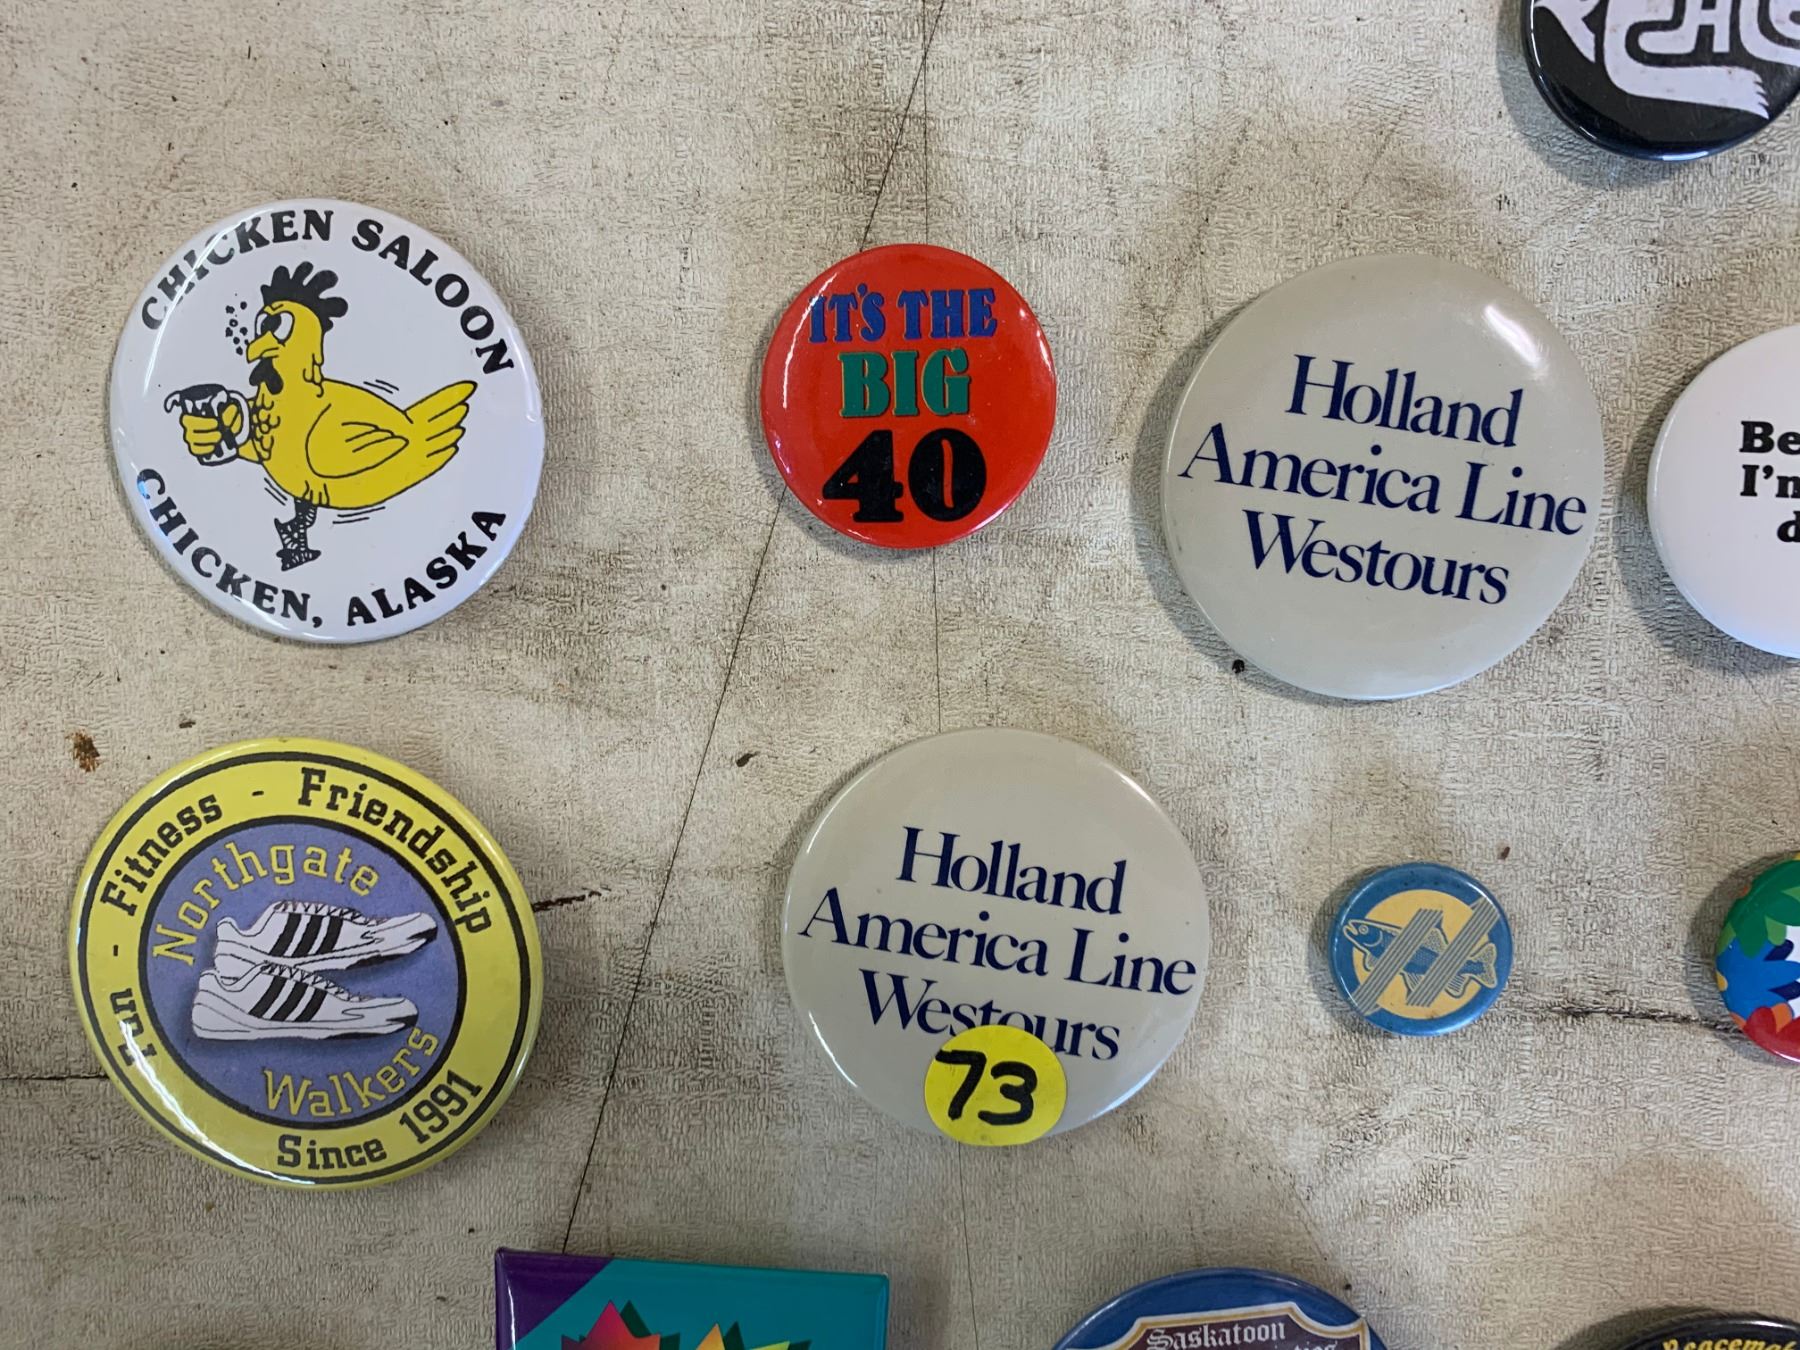 CHICKEN SALOON
CHICKEN, ALASKA
IT'S THE
BIG
40
Holland
America Line
Westours
Be
I'm
d
Fun - Fitness - Friendship
Northgate
Walkers
Since 1991
Holland
America Line
Westours
73
Saskatoon